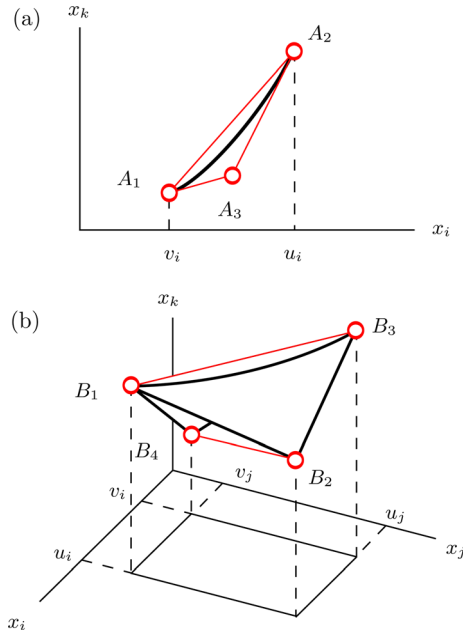 (a)
x_k
A_2
A_1
A_3
x_i
v_i
u_i
(b)
x_k
B_3
B_1
B_4
B_2
v_j
v_i
u_j
u_i
x_j
x_i